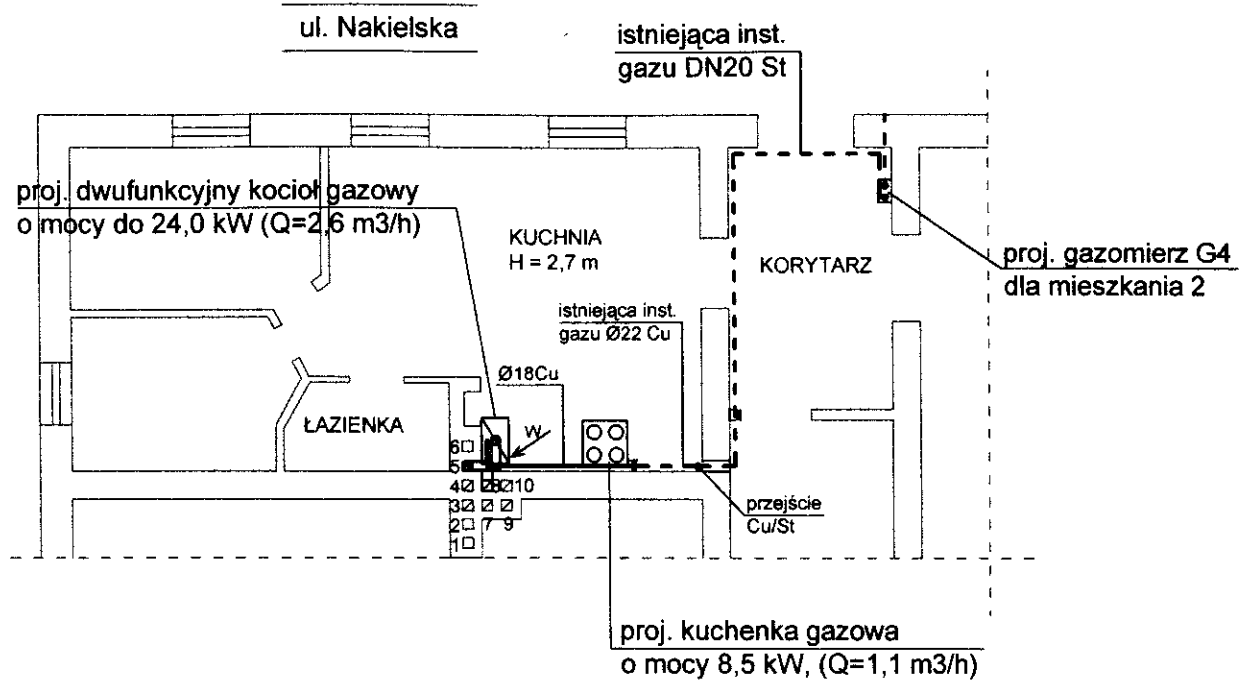 ul. Nakielska
istniejąca inst.
gazu DN20 St
proj. dwufunkcyjny kocioł gazowy
o mocy do 24,0 kW (Q=2,6 m3/h)
KUCHNIA
H = 2,7 m
KORYTARZ
proj. gazomierz G4
dla mieszkania 2
istniejąca inst.
gazu Ø22 Cu
Ø18Cu
ŁAZIENKA
W
6
5
4 8 10
3
2 7 9
1
przejście
Cu/St
proj. kuchenka gazowa
o mocy 8,5 kW, (Q=1,1 m3/h)